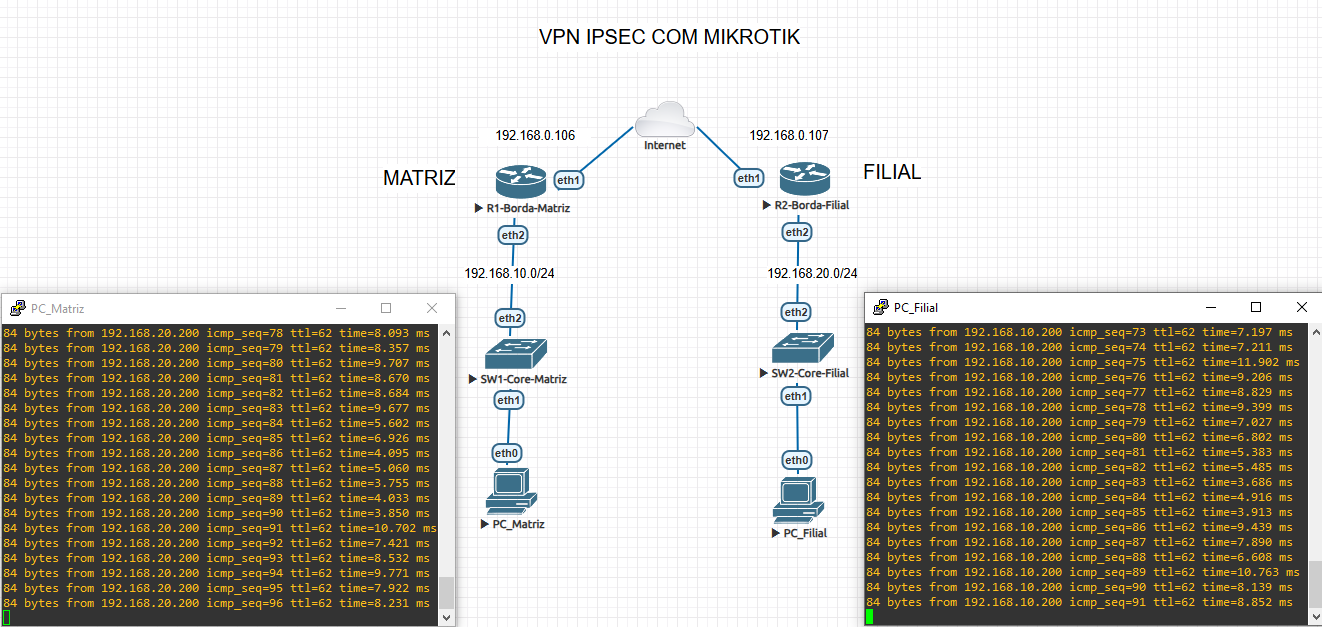 VPN IPSEC COM MIKROTIK
192.168.0.106
192.168.0.107
Internet
MATRIZ
eth1
eth1
FILIAL
R1-Borda-Matriz
R2-Borda-Filial
eth2
eth2
192.168.10.0/24
192.168.20.0/24
eth2
eth2
SW1-Core-Matriz
SW2-Core-Filial
eth1
eth1
eth0
eth0
PC_Matriz
PC_Filial
PC_Matriz
84 bytes from 192.168.20.200 icmp_seq=78 ttl=62 time=8.093 ms
84 bytes from 192.168.20.200 icmp_seq=79 ttl=62 time=8.357 ms
84 bytes from 192.168.20.200 icmp_seq=80 ttl=62 time=9.707 ms
84 bytes from 192.168.20.200 icmp_seq=81 ttl=62 time=8.670 ms
84 bytes from 192.168.20.200 icmp_seq=82 ttl=62 time=8.684 ms
84 bytes from 192.168.20.200 icmp_seq=83 ttl=62 time=9.677 ms
84 bytes from 192.168.20.200 icmp_seq=84 ttl=62 time=5.602 ms
84 bytes from 192.168.20.200 icmp_seq=85 ttl=62 time=6.926 ms
84 bytes from 192.168.20.200 icmp_seq=86 ttl=62 time=4.095 ms
84 bytes from 192.168.20.200 icmp_seq=87 ttl=62 time=5.060 ms
84 bytes from 192.168.20.200 icmp_seq=88 ttl=62 time=3.755 ms
84 bytes from 192.168.20.200 icmp_seq=89 ttl=62 time=4.033 ms
84 bytes from 192.168.20.200 icmp_seq=90 ttl=62 time=3.850 ms
84 bytes from 192.168.20.200 icmp_seq=91 ttl=62 time=10.702 ms
84 bytes from 192.168.20.200 icmp_seq=92 ttl=62 time=7.421 ms
84 bytes from 192.168.20.200 icmp_seq=93 ttl=62 time=8.532 ms
84 bytes from 192.168.20.200 icmp_seq=94 ttl=62 time=9.771 ms
84 bytes from 192.168.20.200 icmp_seq=95 ttl=62 time=7.922 ms
84 bytes from 192.168.20.200 icmp_seq=96 ttl=62 time=8.231 ms
PC_Filial
84 bytes from 192.168.10.200 icmp_seq=73 ttl=62 time=7.197 ms
84 bytes from 192.168.10.200 icmp_seq=74 ttl=62 time=7.211 ms
84 bytes from 192.168.10.200 icmp_seq=75 ttl=62 time=11.902 ms
84 bytes from 192.168.10.200 icmp_seq=76 ttl=62 time=9.206 ms
84 bytes from 192.168.10.200 icmp_seq=77 ttl=62 time=8.829 ms
84 bytes from 192.168.10.200 icmp_seq=78 ttl=62 time=9.399 ms
84 bytes from 192.168.10.200 icmp_seq=79 ttl=62 time=7.027 ms
84 bytes from 192.168.10.200 icmp_seq=80 ttl=62 time=6.802 ms
84 bytes from 192.168.10.200 icmp_seq=81 ttl=62 time=5.383 ms
84 bytes from 192.168.10.200 icmp_seq=82 ttl=62 time=5.485 ms
84 bytes from 192.168.10.200 icmp_seq=83 ttl=62 time=3.686 ms
84 bytes from 192.168.10.200 icmp_seq=84 ttl=62 time=4.916 ms
84 bytes from 192.168.10.200 icmp_seq=85 ttl=62 time=3.913 ms
84 bytes from 192.168.10.200 icmp_seq=86 ttl=62 time=9.439 ms
84 bytes from 192.168.10.200 icmp_seq=87 ttl=62 time=7.890 ms
84 bytes from 192.168.10.200 icmp_seq=88 ttl=62 time=6.608 ms
84 bytes from 192.168.10.200 icmp_seq=89 ttl=62 time=10.763 ms
84 bytes from 192.168.10.200 icmp_seq=90 ttl=62 time=8.139 ms
84 bytes from 192.168.10.200 icmp_seq=91 ttl=62 time=8.852 ms